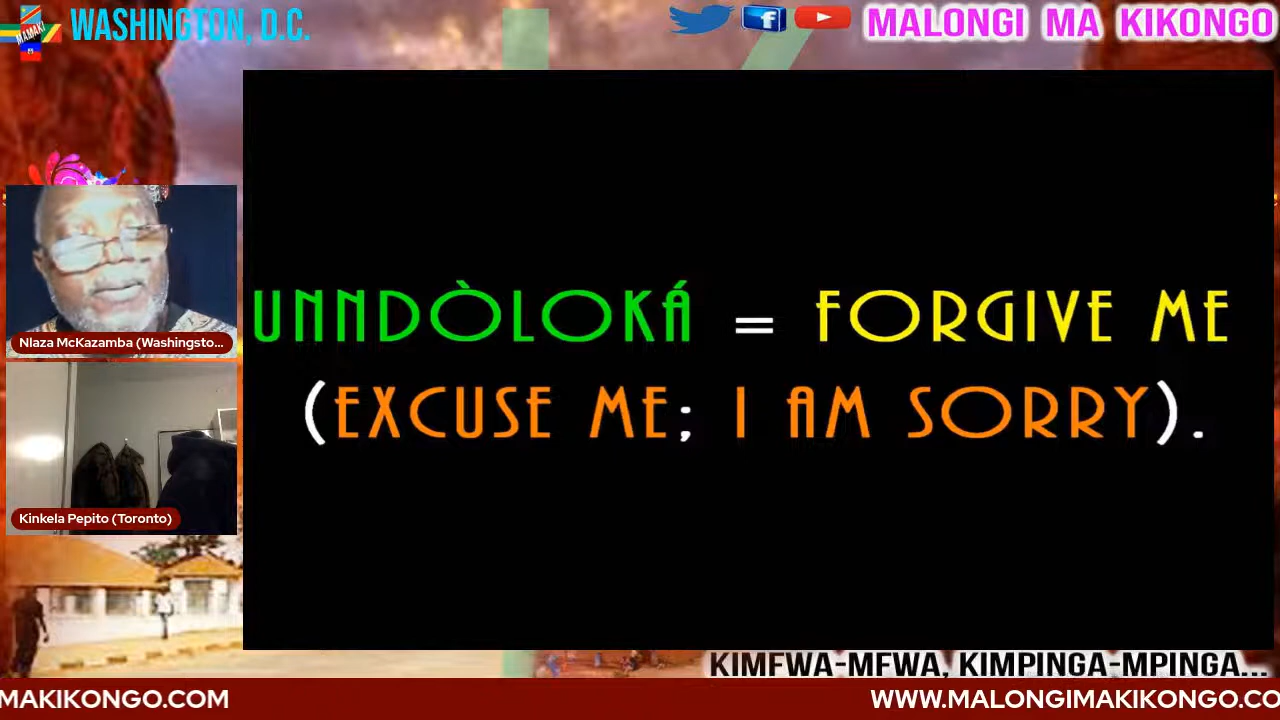 WASHINGTON, D.C.
MALONGI MA KIKONGO
MAMAKI
UNNDÒLOKÁ = FORGIVE ME
(EXCUSE ME; I AM SORRY).
Nlaza McKazamba (Washingsto...
Kinkela Pepito (Toronto)
KIMFWA-MFWA, KIMPINGA-MPINGA...
MAKIKONGO.COM
WWW.MALONGIMAKIKONGO.CO